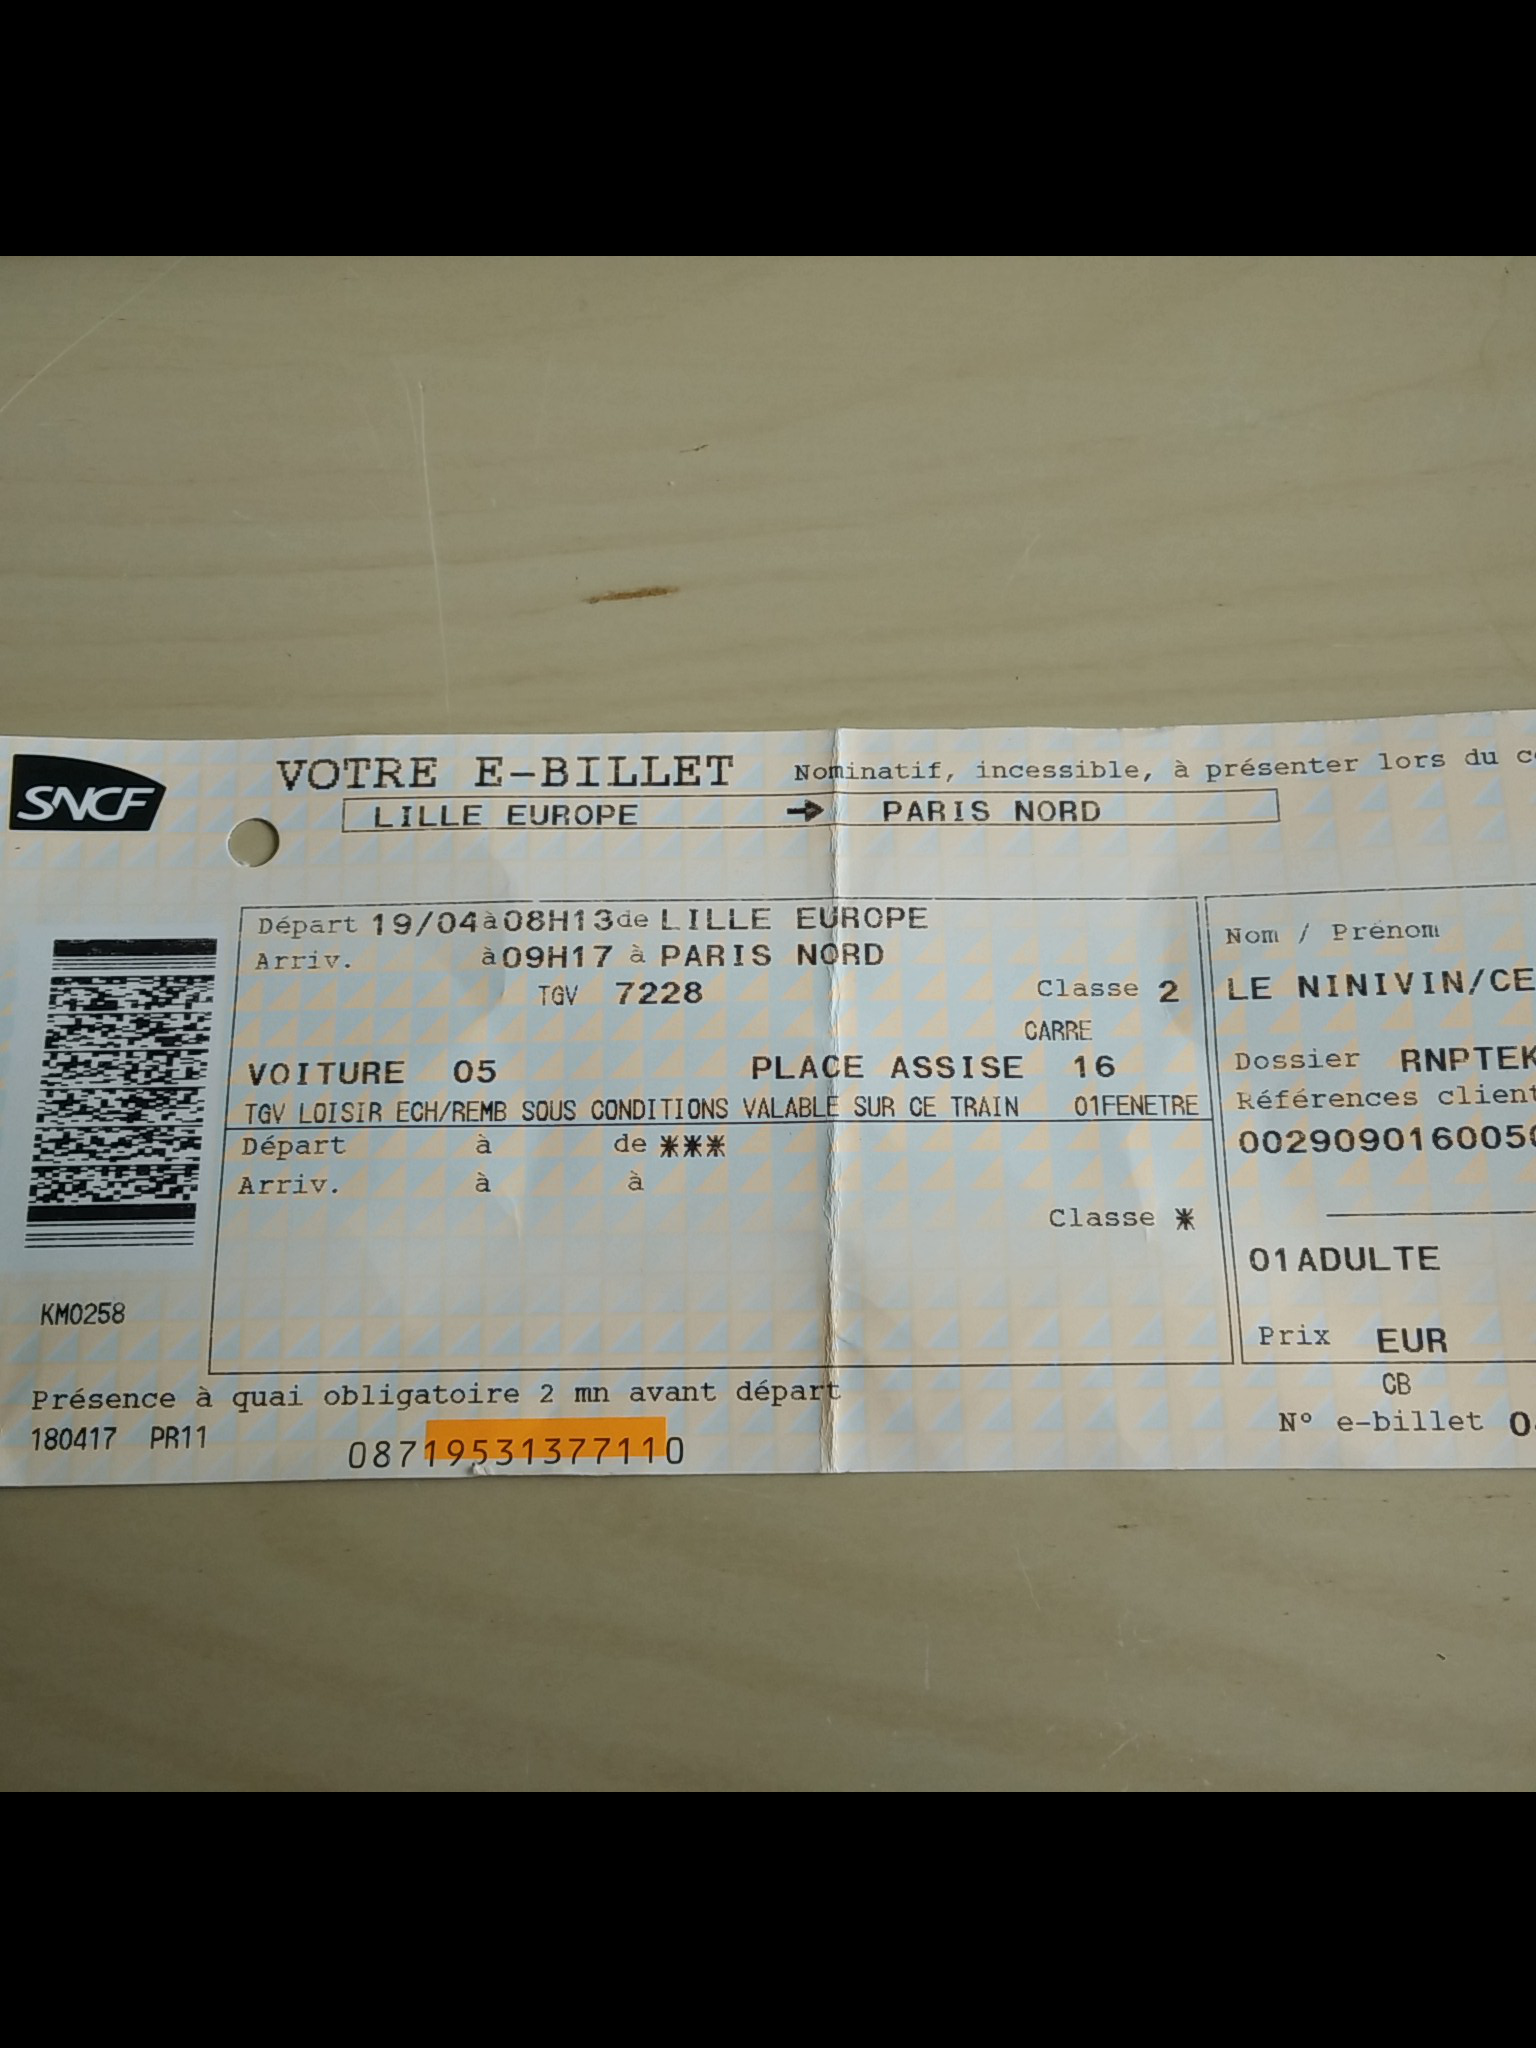 SNCF
VOTRE E-BILLET Nominatif, incessible, à présenter lors du
LILLE EUROPE → PARIS NORD
Départ 19/04 à 08H13 de LILLE EUROPE
Arriv. à 09H17 à PARIS NORD
TGV 7228 Classe 2
CARRE
VOITURE 05 PLACE ASSISE 16
TGV LOISIR ECH/REMB SOUS CONDITIONS VALABLE SUR CE TRAIN 01FENETRE
Départ à de ***
Arriv. à à
Classe *
Nom / Prénom
LE NINIVIN/CE
Dossier RNPTEK
Références client
0029090160050
01ADULTE
Prix EUR
CB
N° e-billet 0
KM0258
Présence à quai obligatoire 2 mn avant départ
180417 PR11
08719531377110